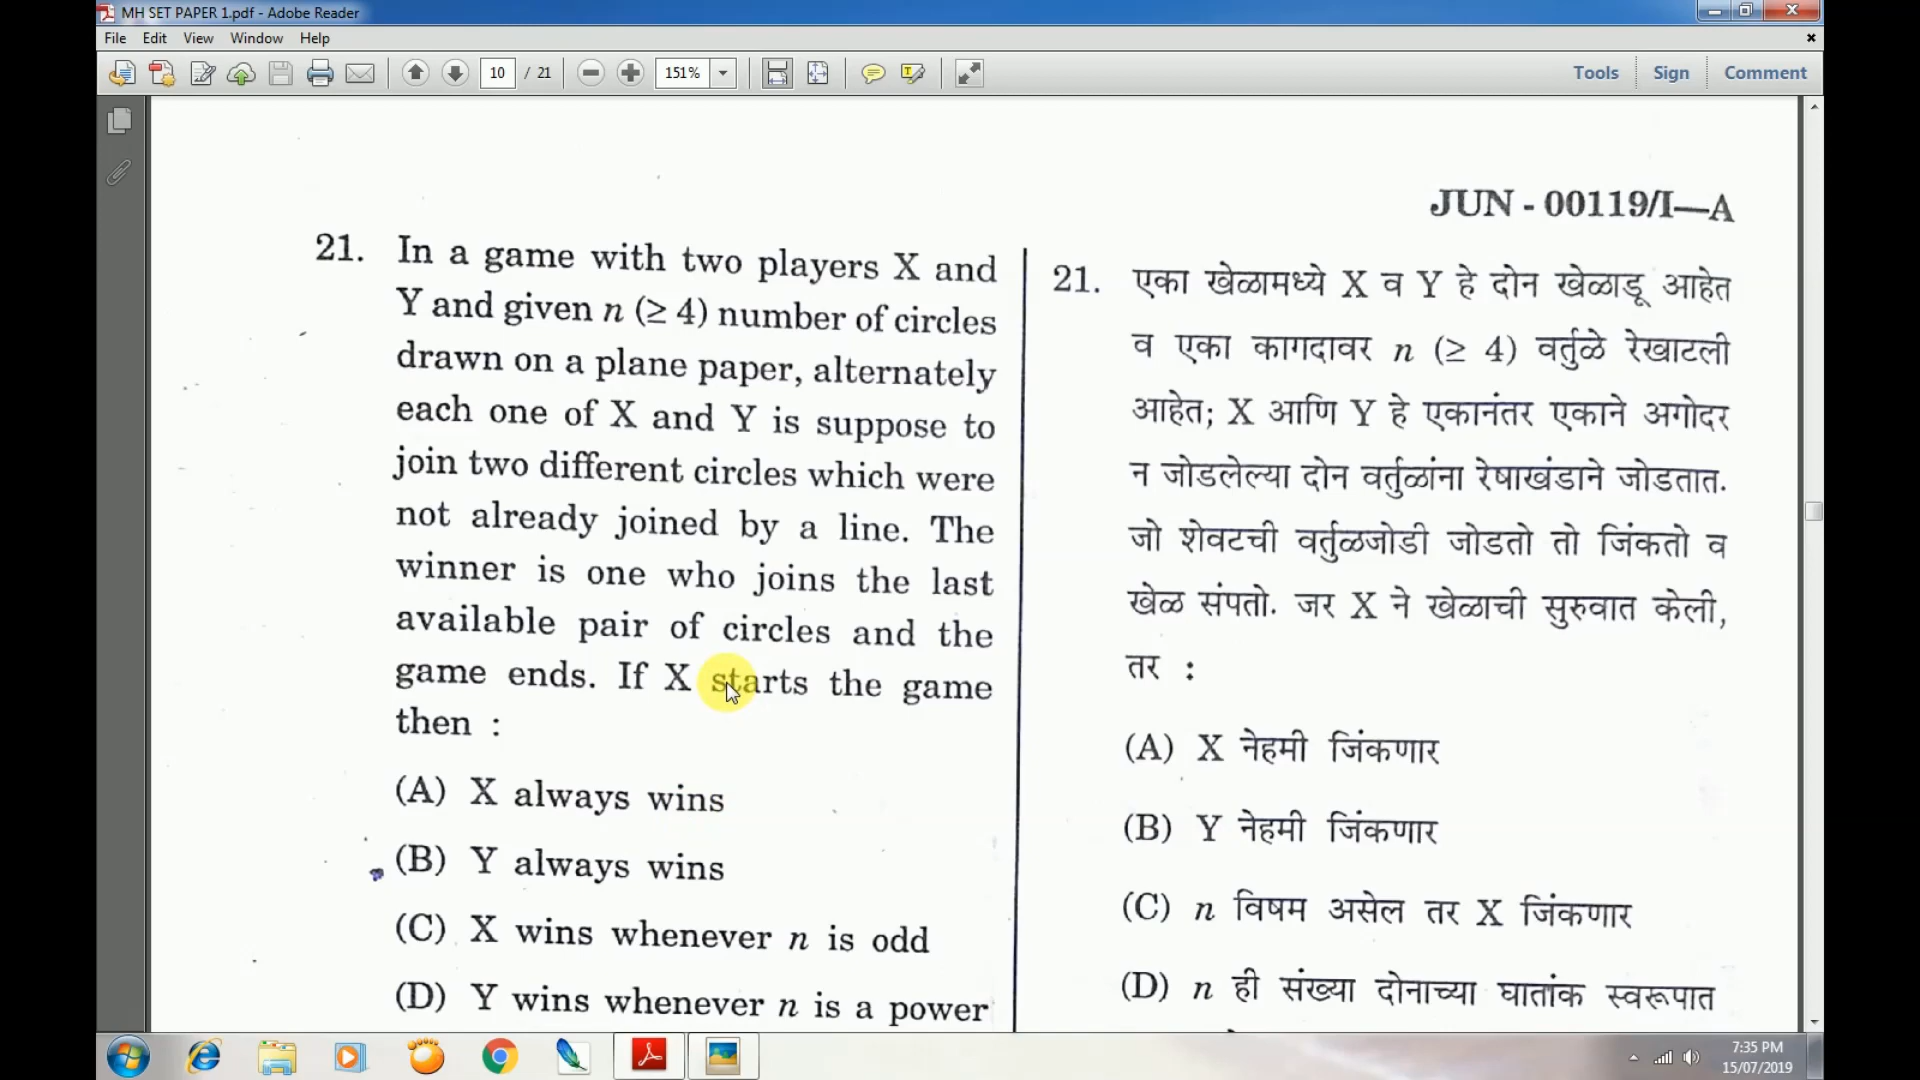 MH SET PAPER 1.pdf - Adobe Reader
File Edit View Window Help
10 / 21 151% Tools Sign Comment
JUN - 00119/I—A
21. In a game with two players X and
Y and given n (≥ 4) number of circles
drawn on a plane paper, alternately
each one of X and Y is suppose to
join two different circles which were
not already joined by a line. The
winner is one who joins the last
available pair of circles and the
game ends. If X starts the game
then :
(A) X always wins
(B) Y always wins
(C) X wins whenever n is odd
(D) Y wins whenever n is a power
21. एका खेळामध्ये X व Y हे दोन खेळाडू आहेत
व एका कागदावर n (≥ 4) वर्तुळे रेखाटली
आहेत; X आणि Y हे एकानंतर एकाने अगोदर
न जोडलेल्या दोन वर्तुळांना रेषाखंडाने जोडतात.
जो शेवटची वर्तुळजोडी जोडतो तो जिंकतो व
खेळ संपतो. जर X ने खेळाची सुरुवात केली,
तर :
(A) X नेहमी जिंकणार
(B) Y नेहमी जिंकणार
(C) n विषम असेल तर X जिंकणार
(D) n ही संख्या दोनाच्या घातांक स्वरूपात
7:35 PM
15/07/2019